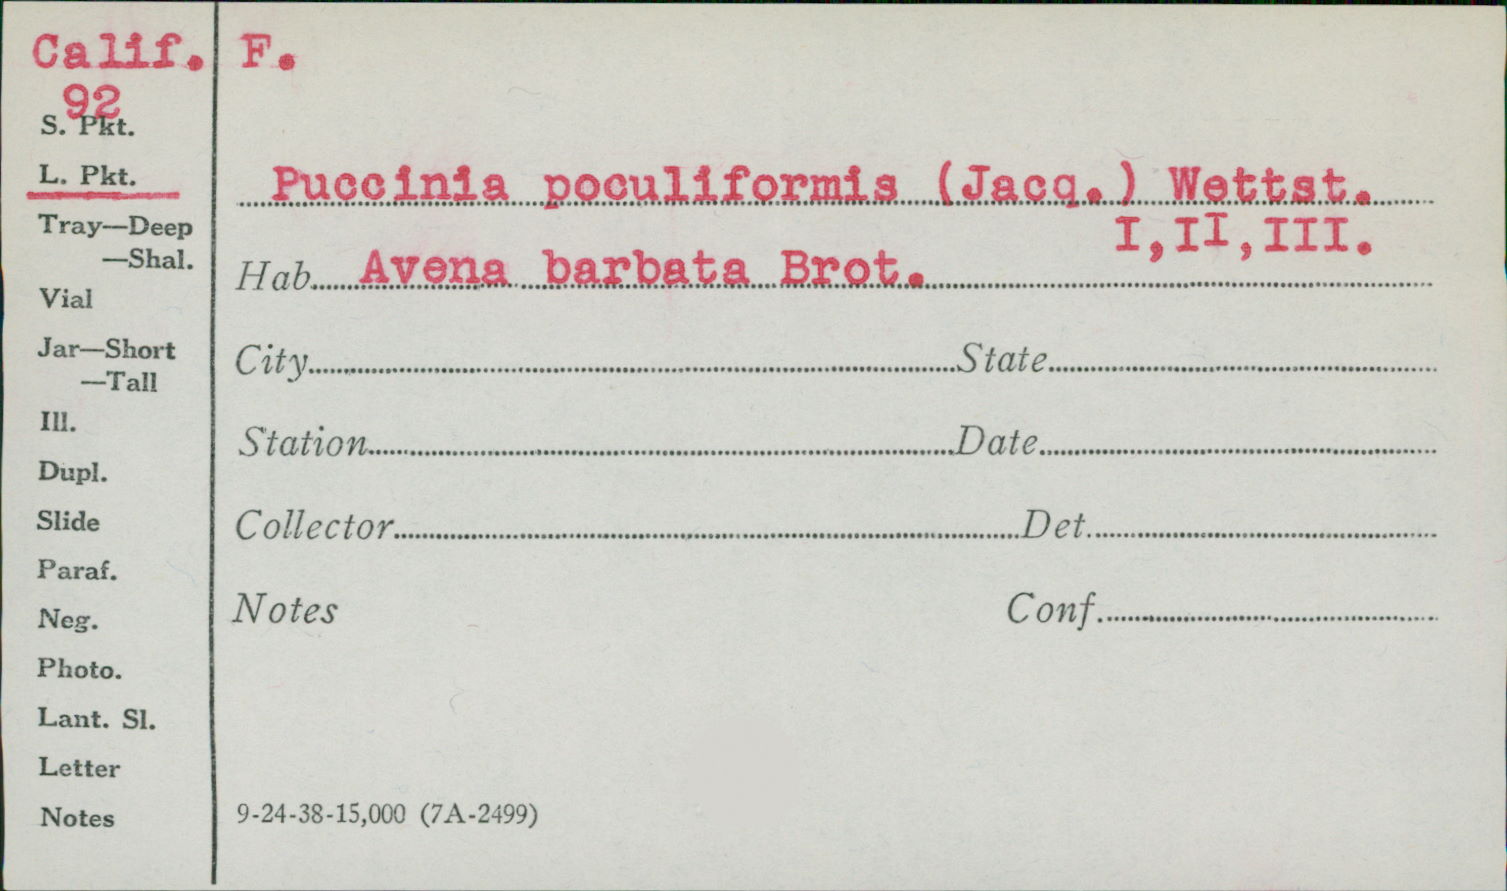 Calif. F.
92
S. Pkt.
L. Pkt.
Puccinia poculiformis (Jacq.) Wettst.
I,II,III.
Tray—Deep
—Shal.
Hab. Avena barbata Brot.
Vial
Jar—Short
—Tall
City State
Ill.
Station Date
Dupl.
Slide
Collector Det.
Paraf.
Neg.
Notes Conf.
Photo.
Lant. Sl.
Letter
Notes
9-24-38-15,000 (7A-2499)